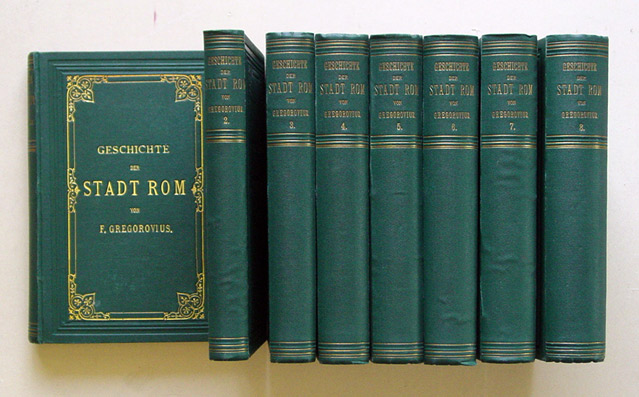 GESCHICHTE
DER
STADT ROM
VON
F. GREGOROVIUS.
GESCHICHTE
DER
STADT ROM
VON
GREGOROVIUS
2.
GESCHICHTE
DER
STADT ROM
VON
GREGOROVIUS
3.
GESCHICHTE
DER
STADT ROM
VON
GREGOROVIUS
4.
GESCHICHTE
DER
STADT ROM
VON
GREGOROVIUS
5.
GESCHICHTE
DER
STADT ROM
VON
GREGOROVIUS
6.
GESCHICHTE
DER
STADT ROM
VON
GREGOROVIUS
7.
GESCHICHTE
DER
STADT ROM
VON
GREGOROVIUS
8.